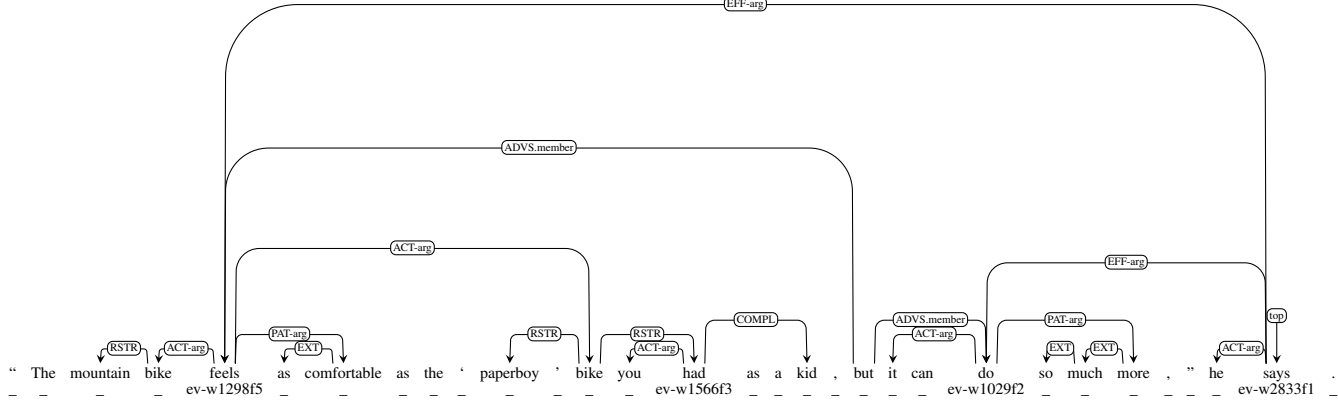 EFF-arg
ADVS.member
ACT-arg
EFF-arg
top
ADVS.member COMPL
PAT-arg RSTR RSTR ACT-arg PAT-arg
RSTR ACT-arg EXT ACT-arg EXT EXT ACT-arg
“ The mountain bike feels as comfortable as the ‘ paperboy ’ bike you had as a kid , but it can do so much more , ” he says .
_ _ _ _ ev-w1298f5 _ _ _ _ _ _ _ _ _ ev-w1566f3 _ _ _ _ _ _ _ ev-w1029f2 _ _ _ _ _ _ ev-w2833f1 _